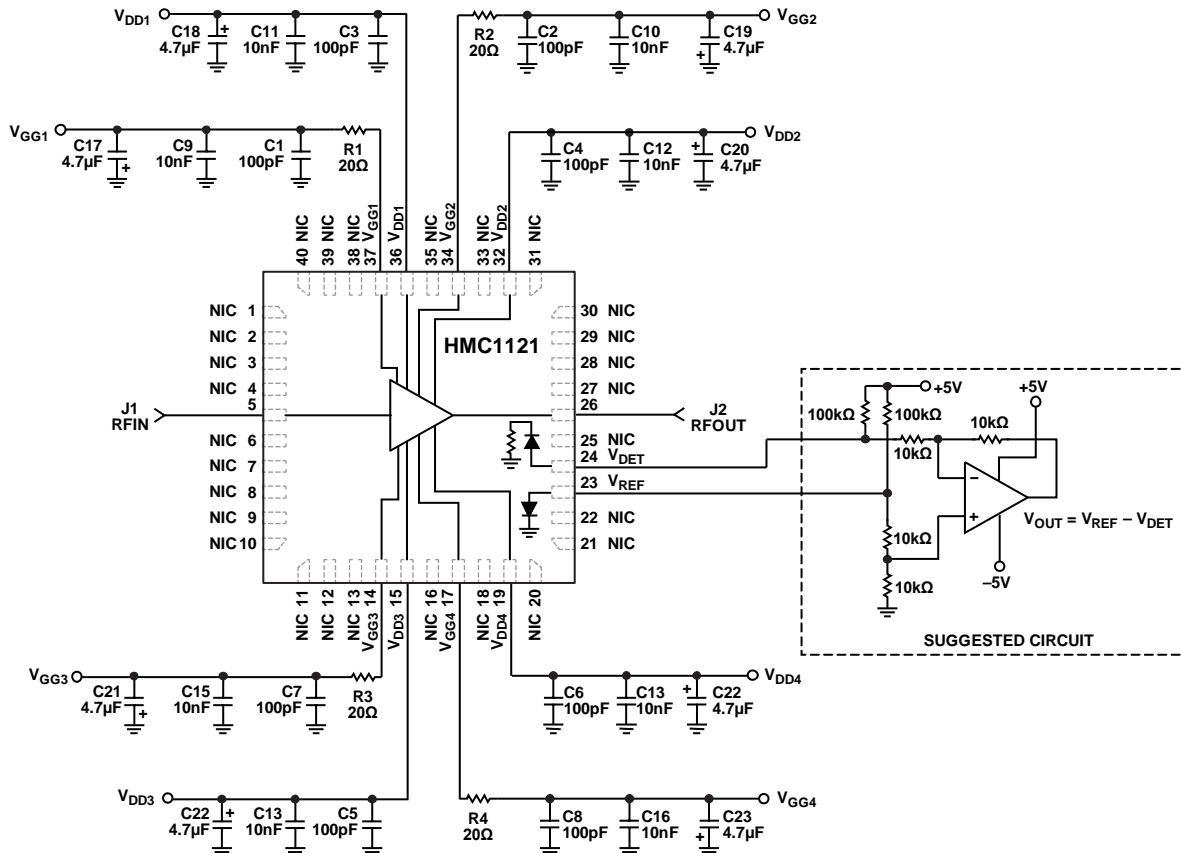 VDD1
C18
4.7µF
+
C11
10nF
C3
100pF
R2
20Ω
C2
100pF
C10
10nF
C19
4.7µF
+
VGG2
VGG1
C17
4.7µF
+
C9
10nF
C1
100pF
R1
20Ω
C4
100pF
C12
10nF
+
C20
4.7µF
VDD2
40 NIC
39 NIC
38 NIC
37 VGG1
36 VDD1
35 NIC
34 VGG2
33 NIC
32 VDD2
31 NIC
HMC1121
NIC 1
NIC 2
NIC 3
NIC 4
5
NIC 6
NIC 7
NIC 8
NIC 9
NIC 10
J1
RFIN
30 NIC
29 NIC
28 NIC
27 NIC
26
25 NIC
24 VDET
23 VREF
22 NIC
21 NIC
J2
RFOUT
+5V
+5V
100kΩ
100kΩ
10kΩ
10kΩ
−
+
VOUT = VREF − VDET
10kΩ
10kΩ
−5V
SUGGESTED CIRCUIT
NIC 11
NIC 12
NIC 13
VGG3 14
VDD3 15
NIC 16
VGG4 17
NIC 18
VDD4 19
NIC 20
VGG3
C21
4.7µF
+
C15
10nF
C7
100pF
R3
20Ω
C6
100pF
C13
10nF
+
C22
4.7µF
VDD4
VDD3
C22
4.7µF
+
C13
10nF
C5
100pF
R4
20Ω
C8
100pF
C16
10nF
+
C23
4.7µF
VGG4